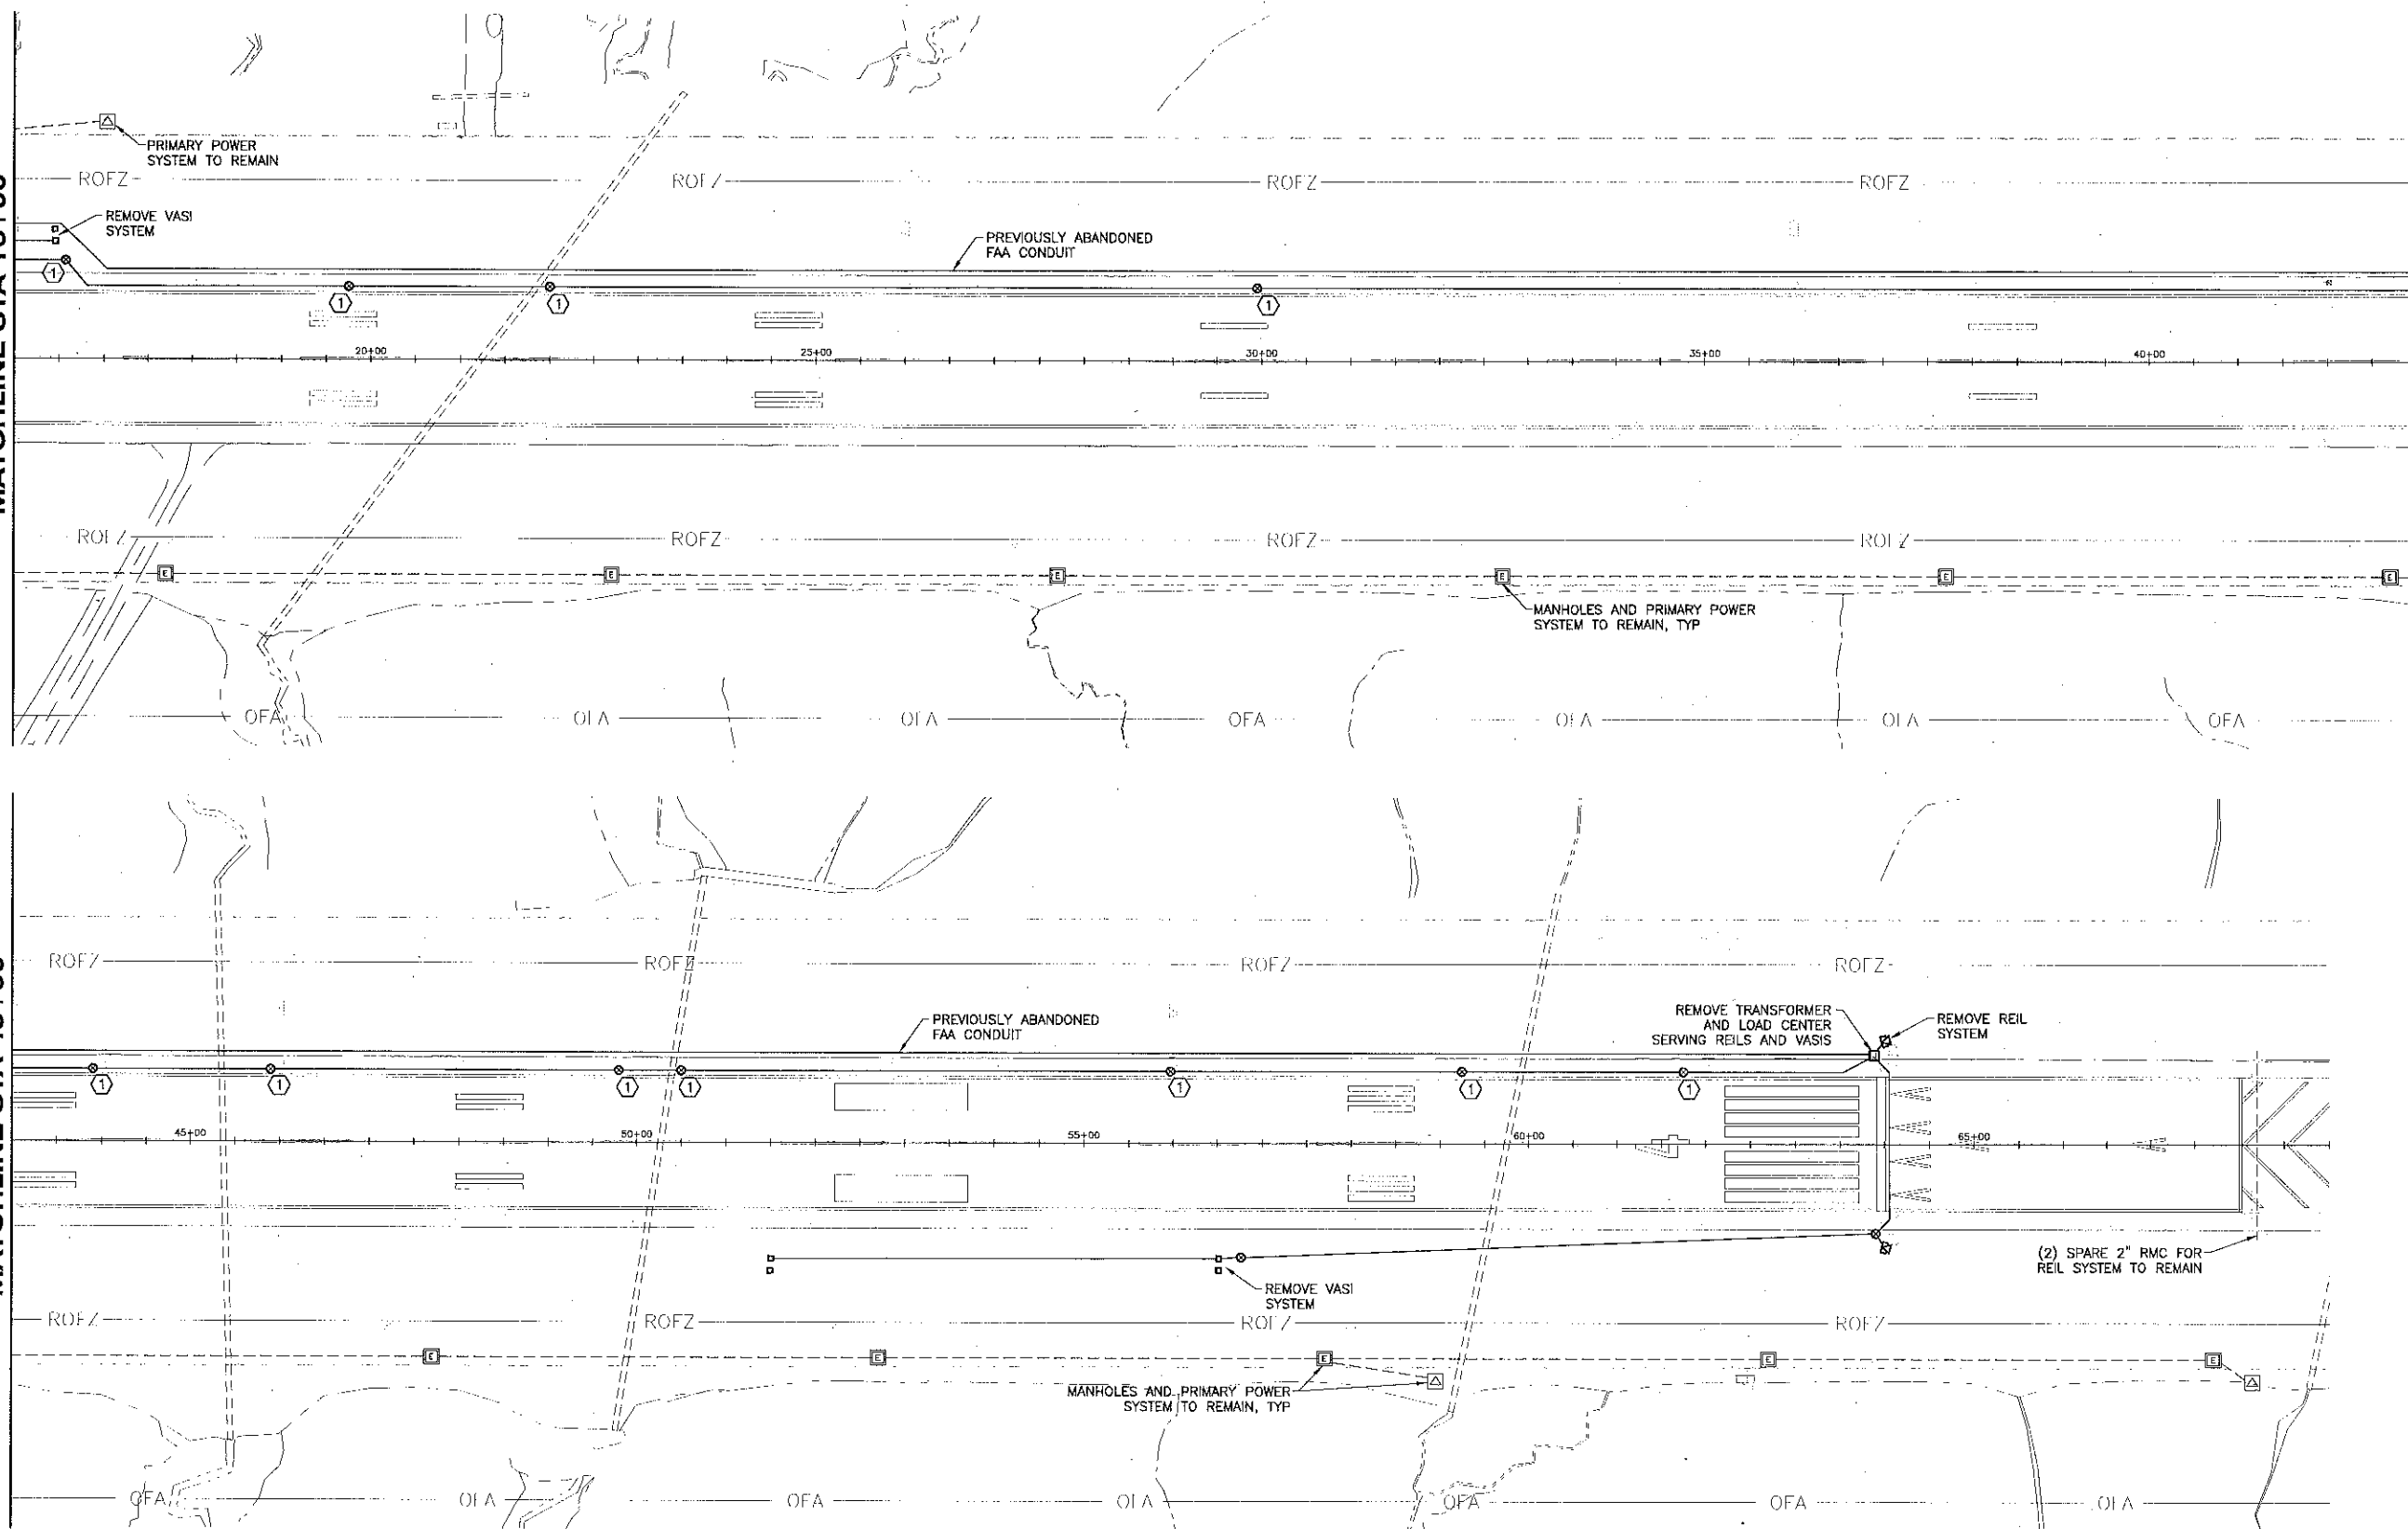 PRIMARY POWER
SYSTEM TO REMAIN
ROFZ
ROFZ
ROFZ
ROFZ
REMOVE VASI
SYSTEM
PREVIOUSLY ABANDONED
FAA CONDUIT
1
1
1
1
20+00
25+00
30+00
35+00
40+00
ROFZ
ROFZ
ROFZ
ROFZ
E
E
E
E
E
E
MANHOLES AND PRIMARY POWER
SYSTEM TO REMAIN, TYP
OFA
OFA
OFA
OFA
OFA
OFA
OFA
ROFZ
ROFZ
ROFZ
ROFZ
PREVIOUSLY ABANDONED
FAA CONDUIT
REMOVE TRANSFORMER
AND LOAD CENTER
SERVING REILS AND VASIS
REMOVE REIL
SYSTEM
1
1
1
1
1
1
1
45+00
50+00
55+00
60+00
65+00
REMOVE VASI
SYSTEM
(2) SPARE 2" RMC FOR
REIL SYSTEM TO REMAIN
ROFZ
ROFZ
ROFZ
ROFZ
E
E
E
E
E
MANHOLES AND PRIMARY POWER
SYSTEM TO REMAIN, TYP
OFA
OFA
OFA
OFA
OFA
OFA
OFA